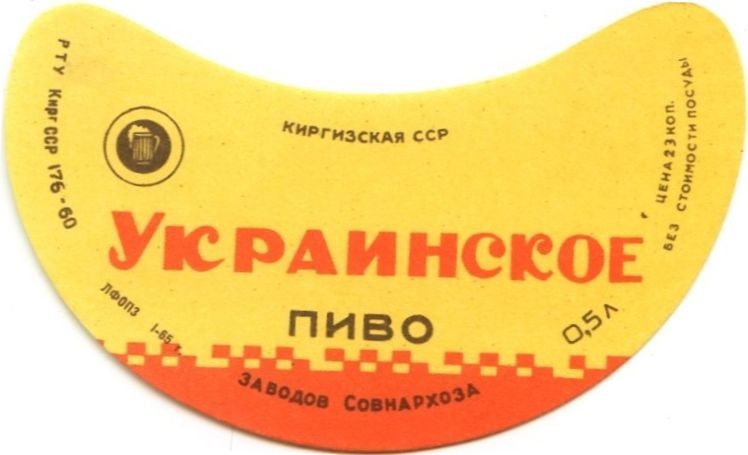 РТУ Кирг ССР 176-60
КИРГИЗСКАЯ ССР
ЦЕНА 23 КОП.
БЕЗ СТОИМОСТИ ПОСУДЫ
УКРАИНСКОЕ
ПИВО
ЛФОПЗ 1-65 г.
0,5 л
ЗАВОДОВ СОВНАРХОЗА